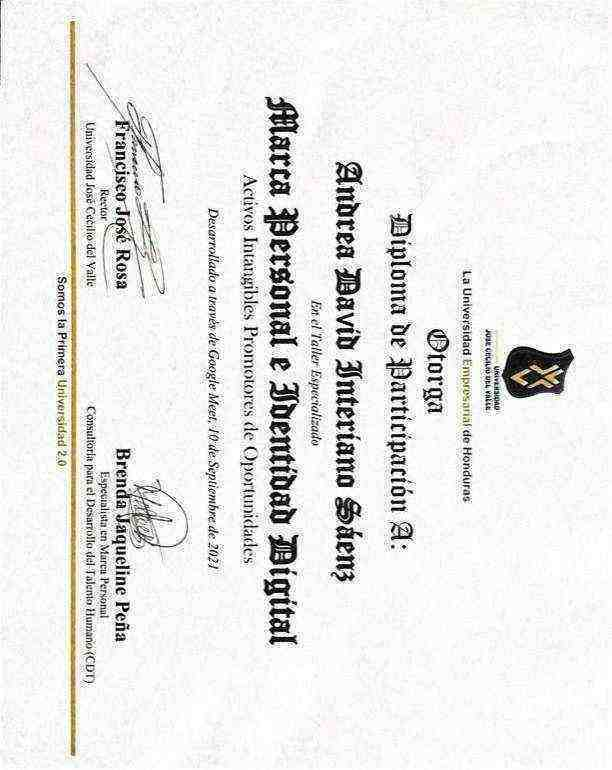 UNIVERSIDAD
JOSÉ CECILIO DEL VALLE
La Universidad Empresarial de Honduras
Otorga
Diploma de Participación A:
Andrea David Interiano Sáenz
En el Taller Especializado
Marca Personal e Identidad Digital
Activos Intangibles Promotores de Oportunidades
Desarrollado a través de Google Meet, 10 de Septiembre de 2021
Francisco José Rosa
Rector
Universidad José Cecilio del Valle
Brenda Jaqueline Peña
Especialista en Marca Personal
Consultoría para el Desarrollo del Talento Humano (CDT)
Somos la Primera Universidad 2.0